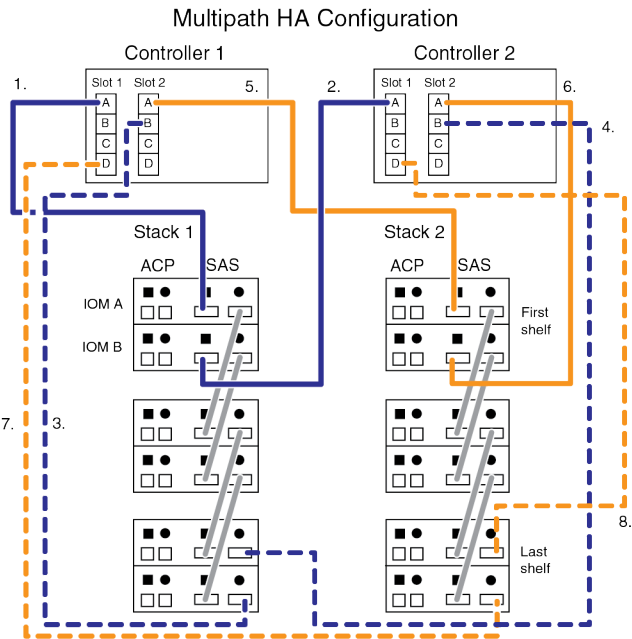 Multipath HA Configuration
Controller 1
Controller 2
1.
Slot 1
Slot 2
5.
2.
Slot 1
Slot 2
6.
A
A
A
A
B
B
B
B
4.
C
C
C
C
D
D
D
D
Stack 1
Stack 2
ACP
SAS
ACP
SAS
IOM A
First
shelf
IOM B
7.
3.
8.
Last
shelf